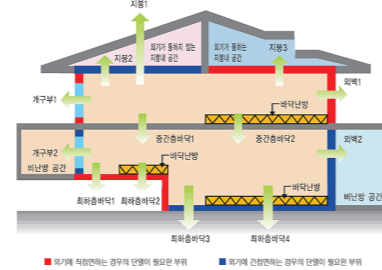 지붕1
지붕2
외기가 통하지 않는
지붕내 공간
외기가 통하는
지붕내 공간
지붕3
개구부1
바닥난방
외벽1
중간층바닥1
중간층바닥2
개구부2
비난방 공간
바닥난방
외벽2
바닥난방
비난방 공간
최하층바닥1
최하층바닥2
최하층바닥3
최하층바닥4
외기에 직접면하는 경우의 단열이 필요한 부위
외기에 간접면하는 경우의 단열이 필요한 부위